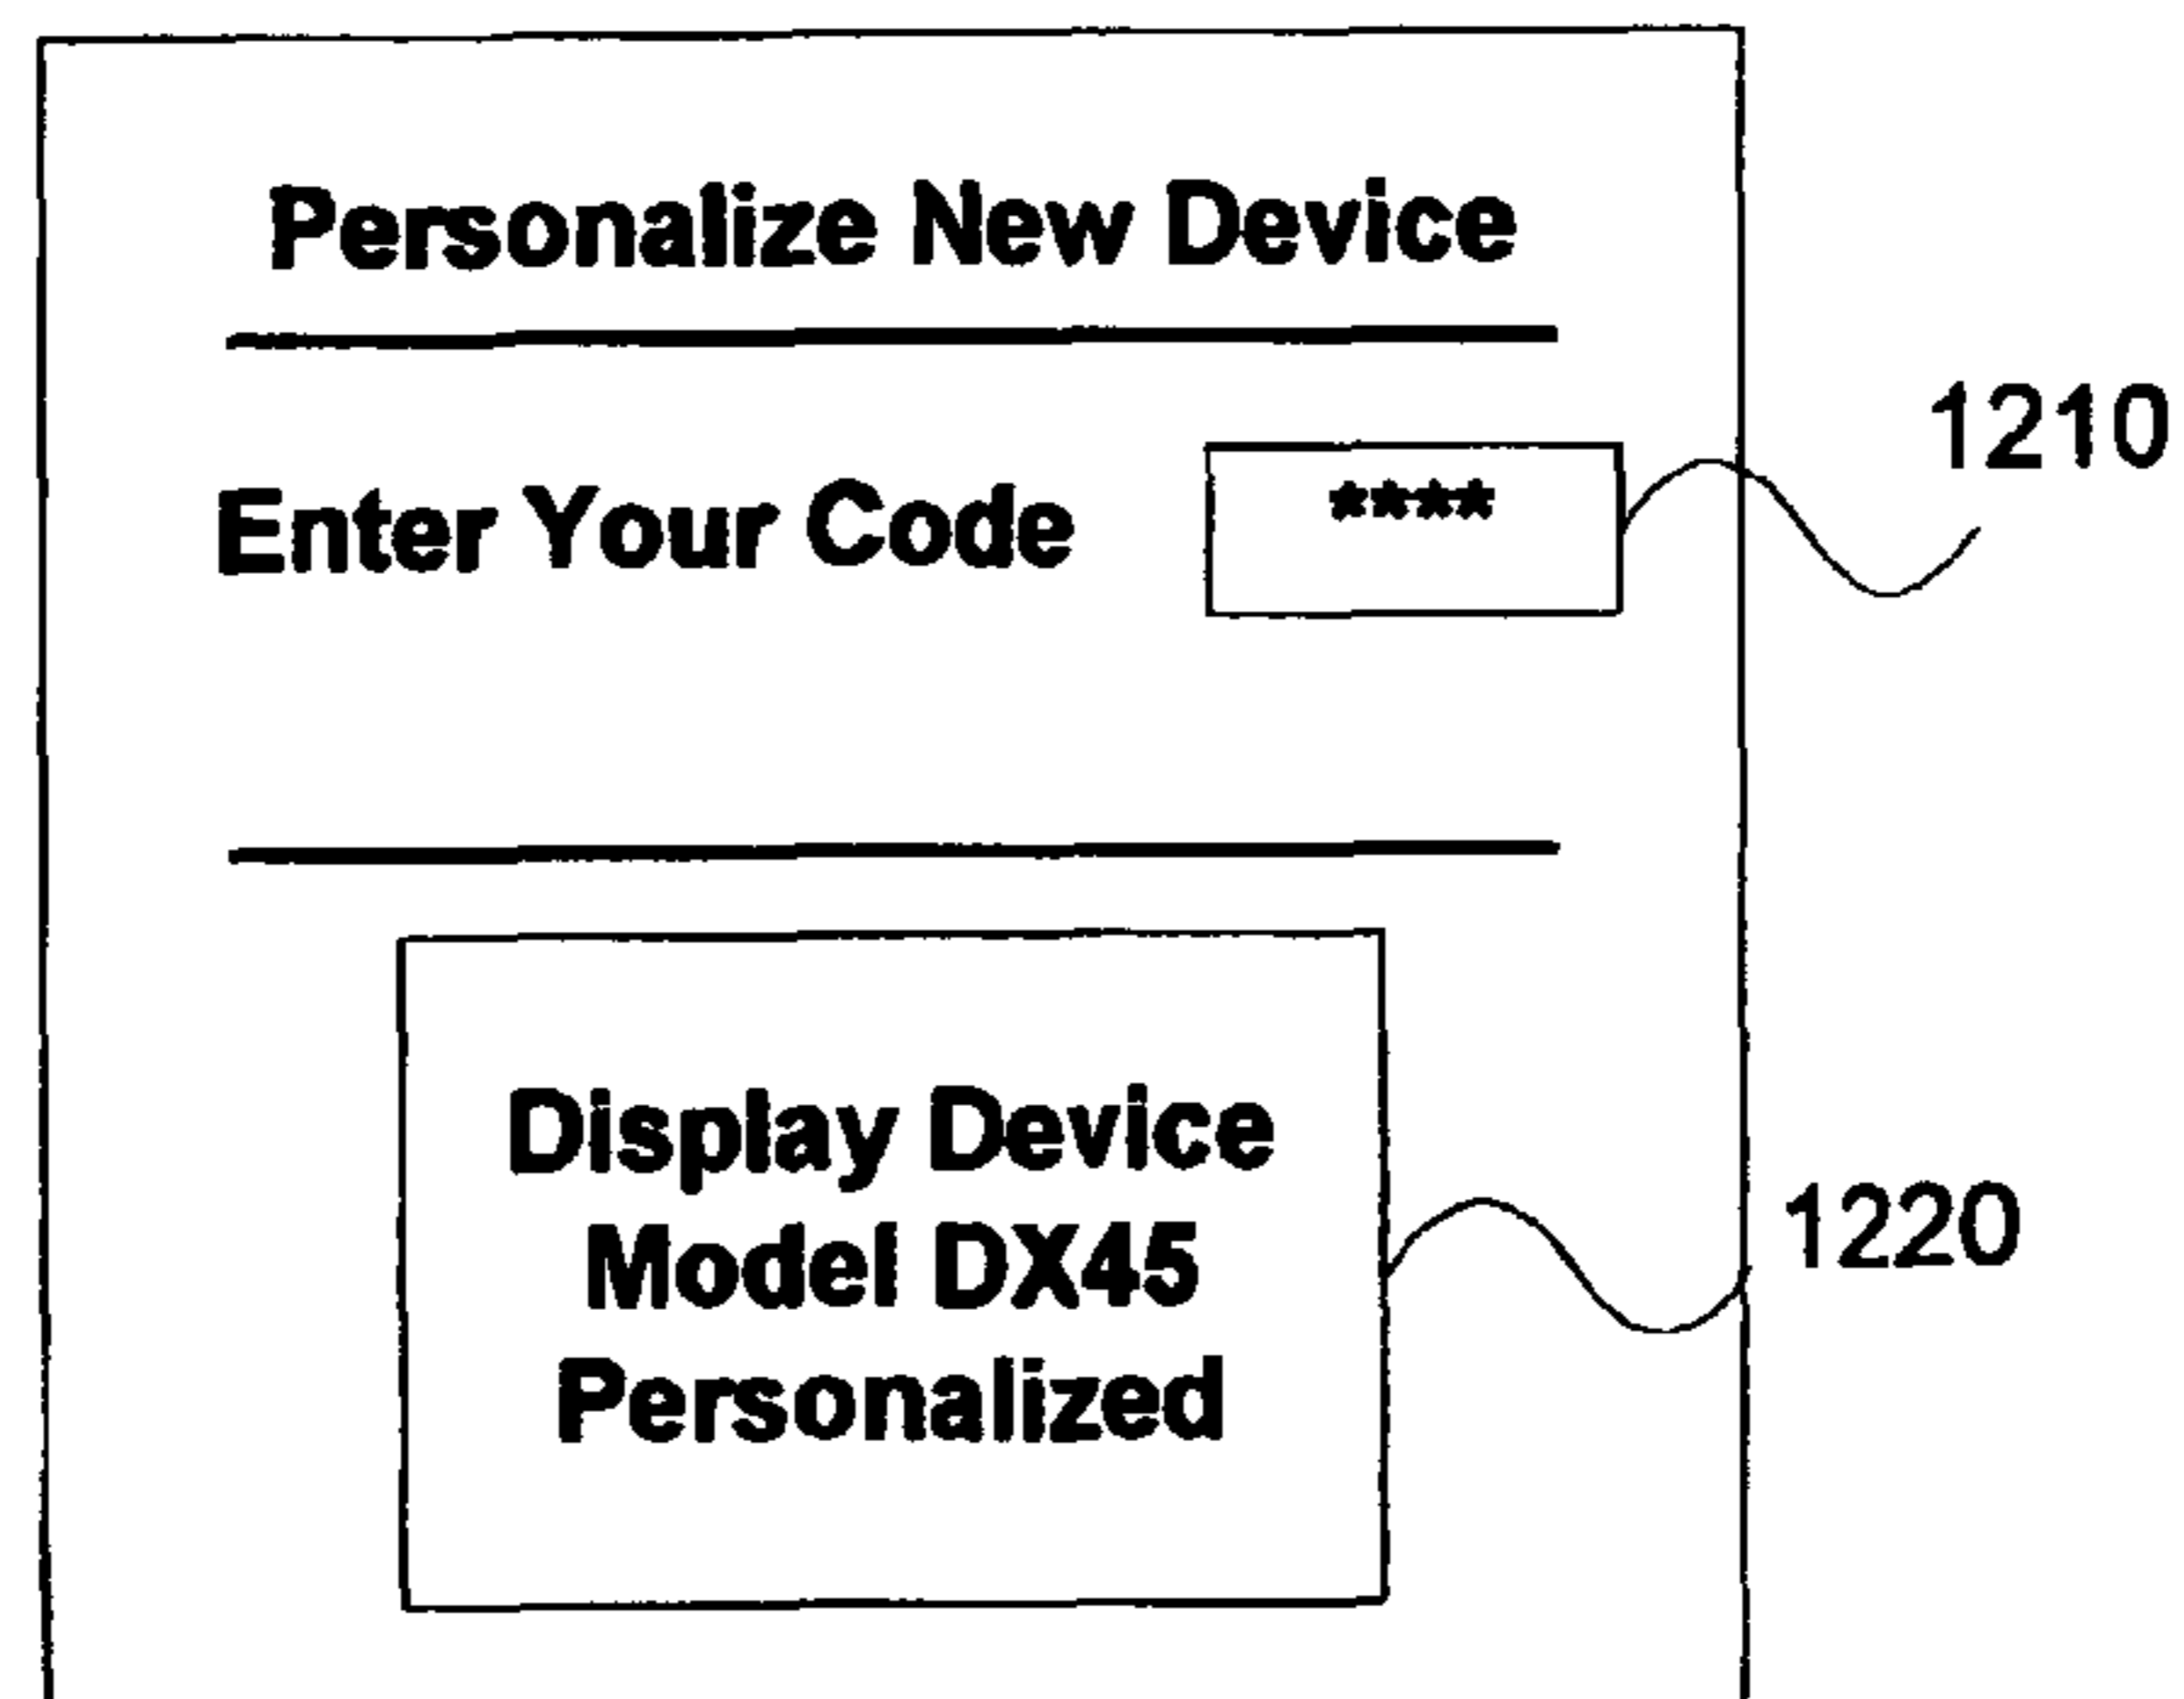 Personalize New Device
1210
Enter Your Code ****
Display Device
Model DX45
Personalized
1220